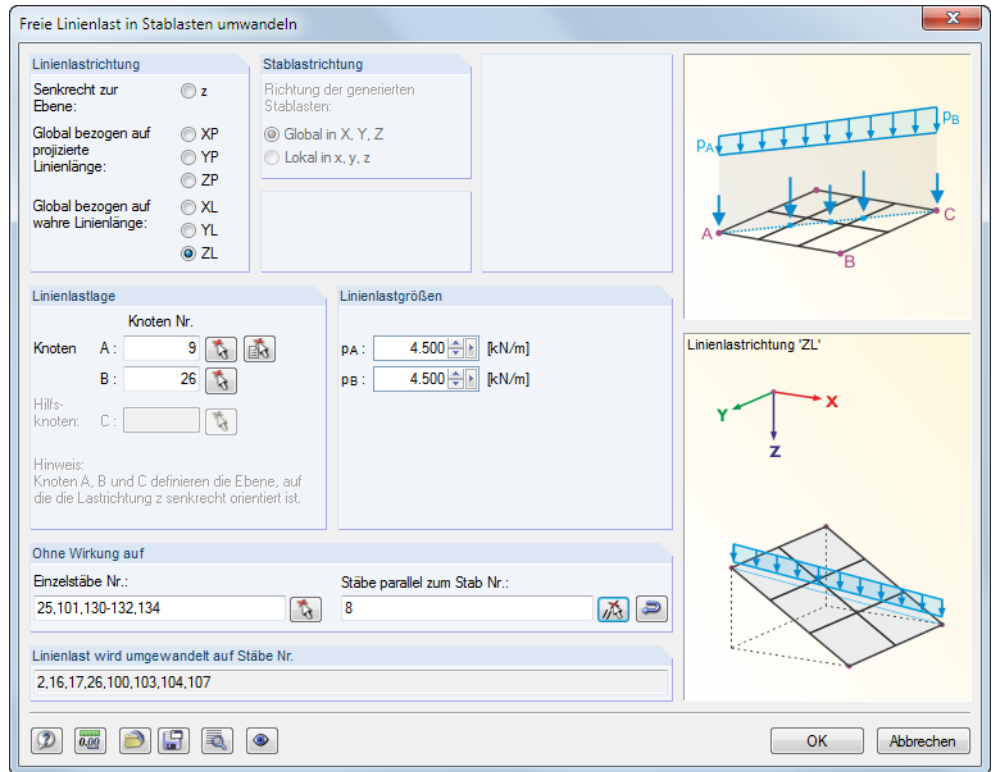 Freie Linienlast in Stablasten umwandeln
Linienlastrichtung
Senkrecht zur
Ebene:
z
Global bezogen auf
projizierte
Linienlänge:
XP
YP
ZP
Global bezogen auf
wahre Linienlänge:
XL
YL
ZL
Stablastrichtung
Richtung der generierten
Stablasten:
Global in X, Y, Z
Lokal in x, y, z
pA
pB
A
B
C
Linienlastlage
Knoten Nr.
Knoten A : 9
B : 26
Hilfs-
knoten: C :
Hinweis:
Knoten A, B und C definieren die Ebene, auf
die die Lastrichtung z senkrecht orientiert ist.
Linienlastgrößen
pA : 4.500 [kN/m]
pB : 4.500 [kN/m]
Linienlastrichtung 'ZL'
X
Y
Z
Ohne Wirkung auf
Einzelstäbe Nr.:
25,101,130-132,134
Stäbe parallel zum Stab Nr.:
8
Linienlast wird umgewandelt auf Stäbe Nr.
2,16,17,26,100,103,104,107
0.00
OK
Abbrechen